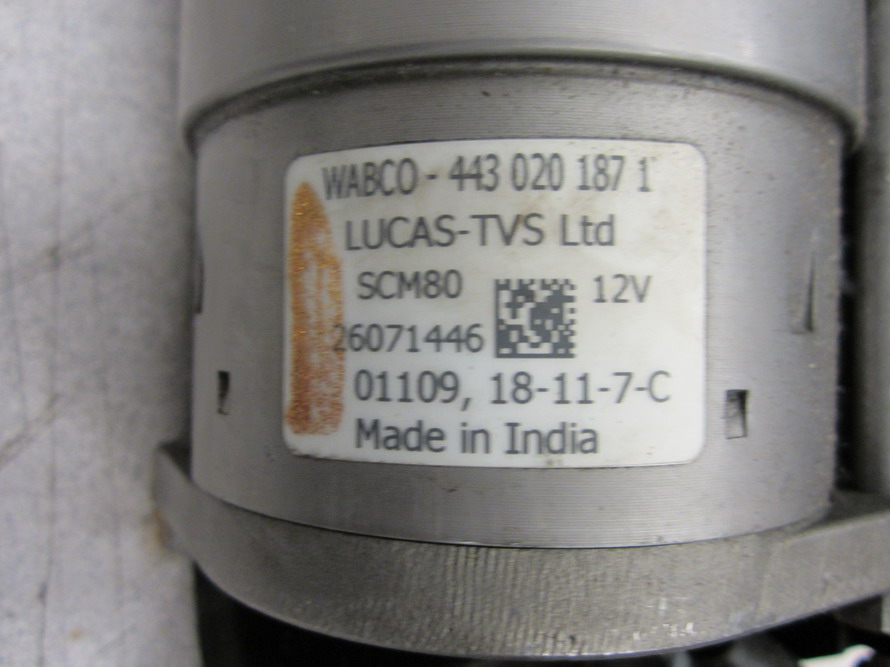 WABCO - 443 020 187 1
LUCAS-TVS Ltd
SCM80 12V
26071446
01109, 18-11-7-C
Made in India